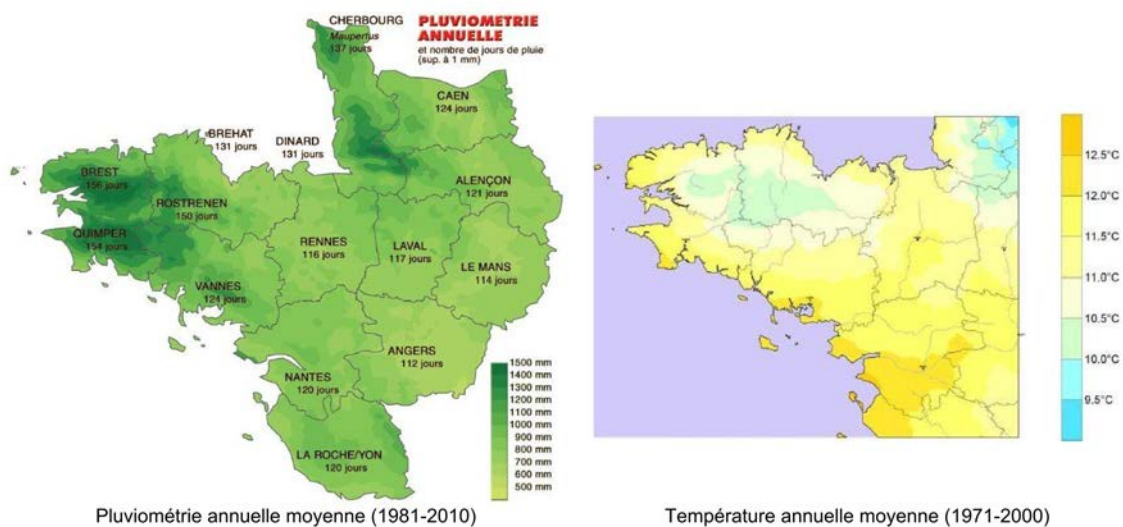 CHERBOURG
Maupertus
137 jours
PLUVIOMETRIE
ANNUELLE
et nombre de jours de pluie
(sup. à 1 mm)
CAEN
124 jours
BREHAT
131 jours
DINARD
131 jours
BREST
156 jours
ROSTRENEN
150 jours
ALENÇON
121 jours
QUIMPER
154 jours
RENNES
116 jours
LAVAL
117 jours
LE MANS
114 jours
VANNES
124 jours
ANGERS
112 jours
NANTES
120 jours
LA ROCHE/YON
120 jours
1500 mm
1400 mm
1300 mm
1200 mm
1100 mm
1000 mm
900 mm
800 mm
700 mm
600 mm
500 mm
12.5°C
12.0°C
11.5°C
11.0°C
10.5°C
10.0°C
9.5°C
Pluviométrie annuelle moyenne (1981-2010)
Température annuelle moyenne (1971-2000)